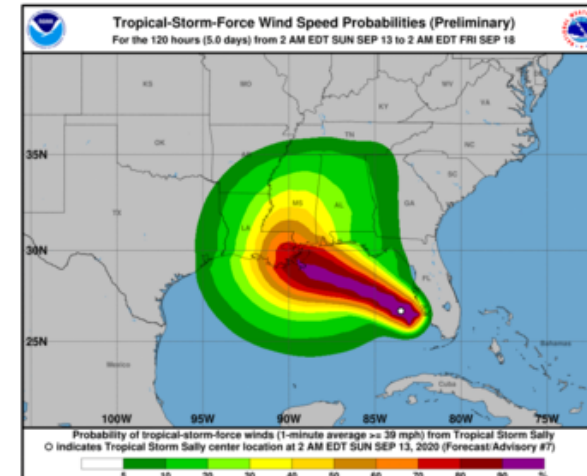 NOAA
Tropical-Storm-Force Wind Speed Probabilities (Preliminary)
For the 120 hours (5.0 days) from 2 AM EDT SUN SEP 13 to 2 AM EDT FRI SEP 18
KS MO KY WV VA
OK TN NC
35N
SC
TX LA MS AL GA
30N
FL
25N
Mexico Cuba Bahamas
100W 95W 90W 85W 80W 75W
Probability of tropical-storm-force winds (1-minute average >= 39 mph) from Tropical Storm Sally
indicates Tropical Storm Sally center location at 2 AM EDT SUN SEP 13, 2020 (Forecast/Advisory #7)